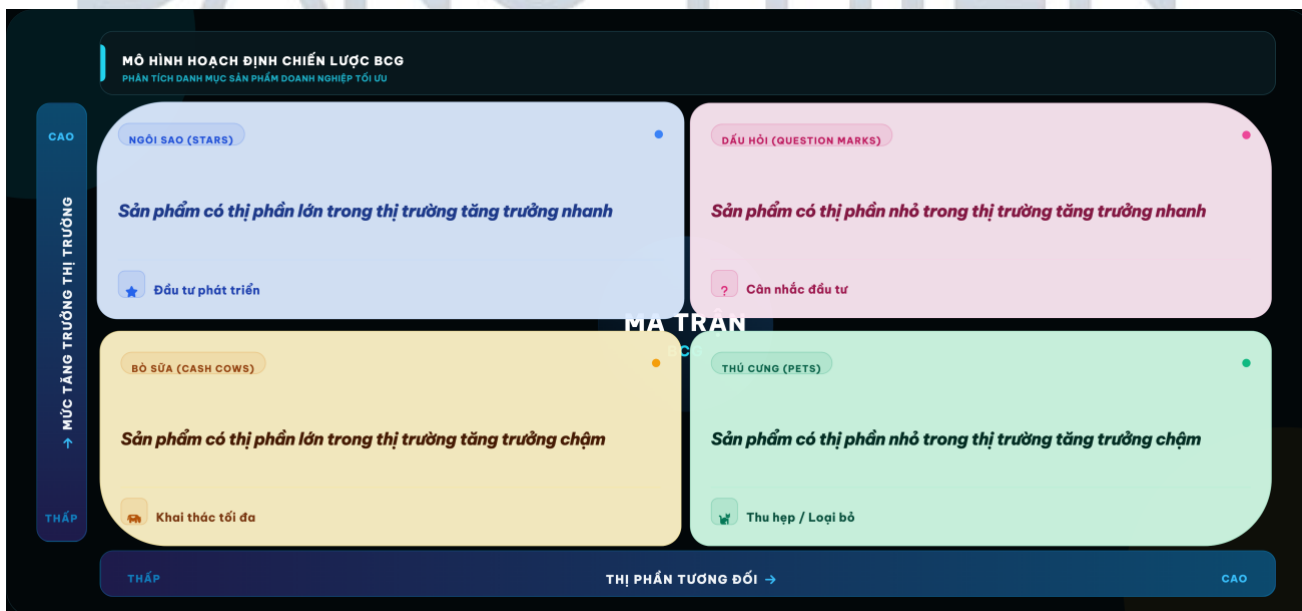 MÔ HÌNH HOẠCH ĐỊNH CHIẾN LƯỢC BCG
PHÂN TÍCH DANH MỤC SẢN PHẨM DOANH NGHIỆP TỐI ƯU
CAO
MỨC TĂNG TRƯỞNG THỊ TRƯỜNG →
THẤP
NGÔI SAO (STARS)
Sản phẩm có thị phần lớn trong thị trường tăng trưởng nhanh
Đầu tư phát triển
DẤU HỎI (QUESTION MARKS)
Sản phẩm có thị phần nhỏ trong thị trường tăng trưởng nhanh
?
Cân nhắc đầu tư
MA TRẬN
BCG
BÒ SỮA (CASH COWS)
Sản phẩm có thị phần lớn trong thị trường tăng trưởng chậm
Khai thác tối đa
THÚ CƯNG (PETS)
Sản phẩm có thị phần nhỏ trong thị trường tăng trưởng chậm
Thu hẹp / Loại bỏ
THẤP
THỊ PHẦN TƯƠNG ĐỐI →
CAO